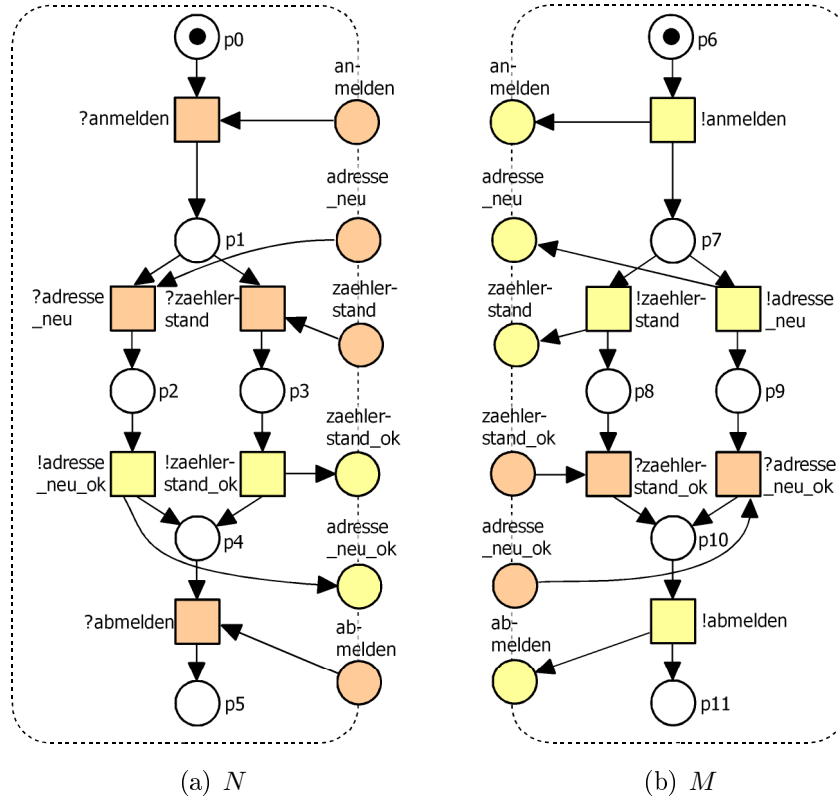 p0
an-
melden
?anmelden
adresse
_neu
p1
?adresse
_neu
?zaehler-
stand
zaehler-
stand
p2
p3
zaehler-
stand_ok
!adresse
_neu_ok
!zaehler-
stand_ok
adresse
_neu_ok
p4
?abmelden
ab-
melden
p5
(a) N
p6
an-
melden
!anmelden
adresse
_neu
p7
zaehler-
stand
!zaehler-
stand
!adresse
_neu
p8
p9
zaehler-
stand_ok
?zaehler-
stand_ok
?adresse
_neu_ok
adresse
_neu_ok
p10
ab-
melden
!abmelden
p11
(b) M